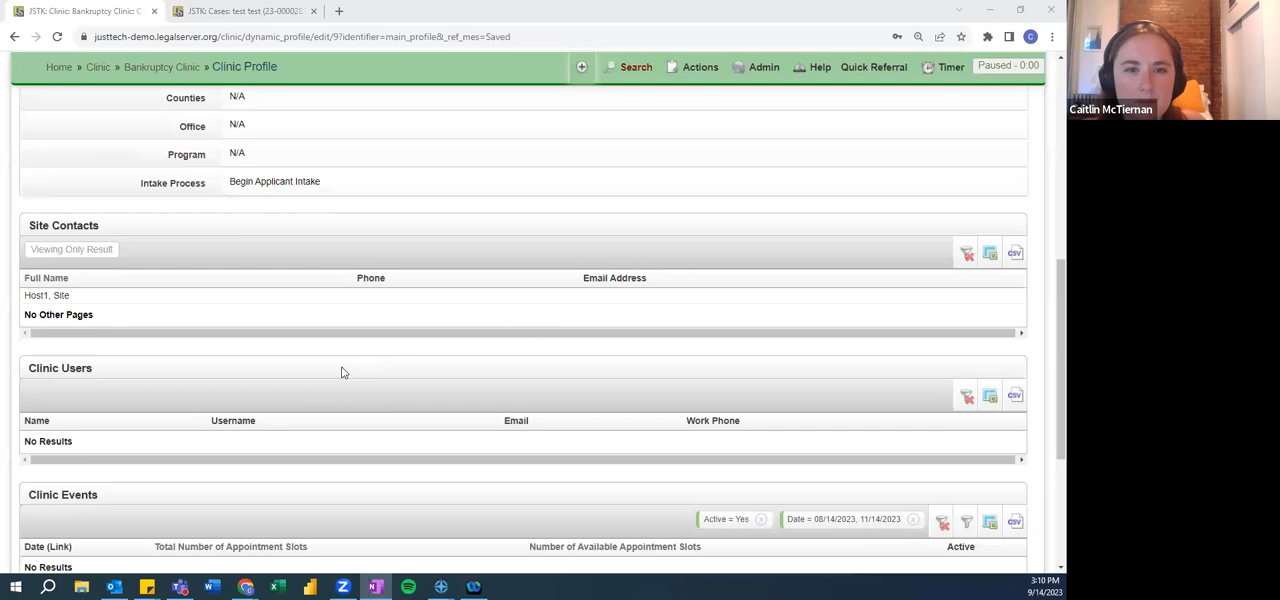 JSTK: Clinic: Bankruptcy Clinic: C
JSTK: Cases: test test (23-000028
justtech-demo.legalserver.org/clinic/dynamic_profile/edit/9?identifier=main_profile&_ref_mes=Saved
C
Home » Clinic » Bankruptcy Clinic » Clinic Profile
Search
Actions
Admin
Help
Quick Referral
Timer
Paused - 0:00
Counties N/A
Office N/A
Program N/A
Intake Process Begin Applicant Intake
Site Contacts
Viewing Only Result
CSV
Full Name Phone Email Address
Host1, Site
No Other Pages
Clinic Users
CSV
Name Username Email Work Phone
No Results
Clinic Events
Active = Yes
Date = 08/14/2023, 11/14/2023
CSV
Date (Link) Total Number of Appointment Slots Number of Available Appointment Slots Active
No Results
3:10 PM
9/14/2023
Caitlin McTiernan